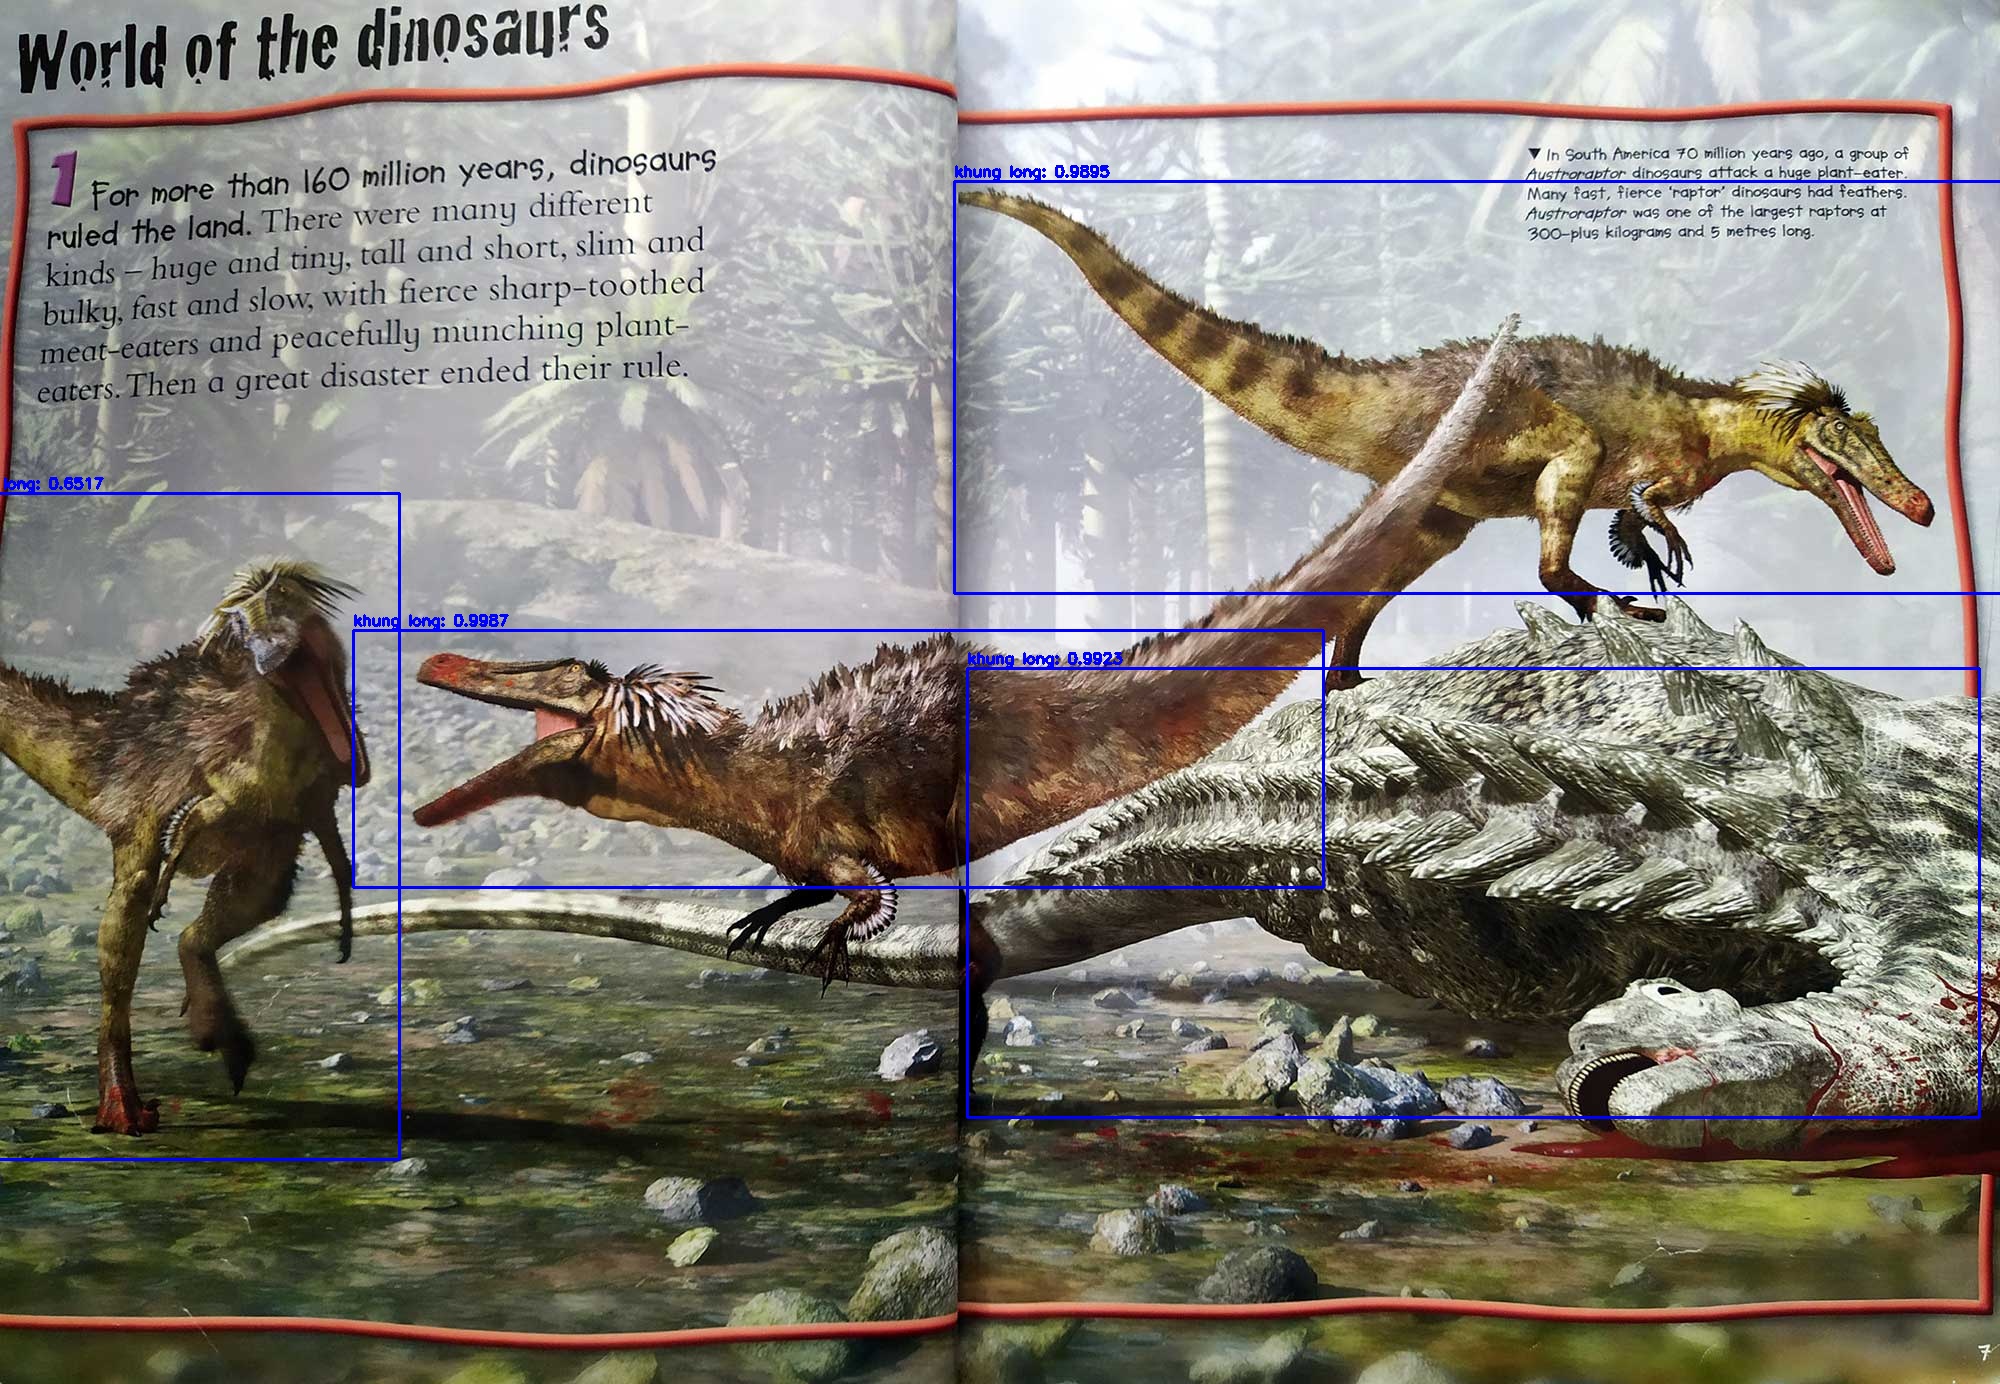 World of the dinosaurs
1 For more than 160 million years, dinosaurs
ruled the land. There were many different
kinds – huge and tiny, tall and short, slim and
bulky, fast and slow, with fierce sharp-toothed
meat-eaters and peacefully munching plant-
eaters. Then a great disaster ended their rule.
▼ In South America 70 million years ago, a group of
Austroraptor dinosaurs attack a huge plant-eater.
Many fast, fierce 'raptor' dinosaurs had feathers.
Austroraptor was one of the largest raptors at
300-plus kilograms and 5 metres long.
khung long: 0.9895
long: 0.6517
khung long: 0.9987
khung long: 0.9923
7